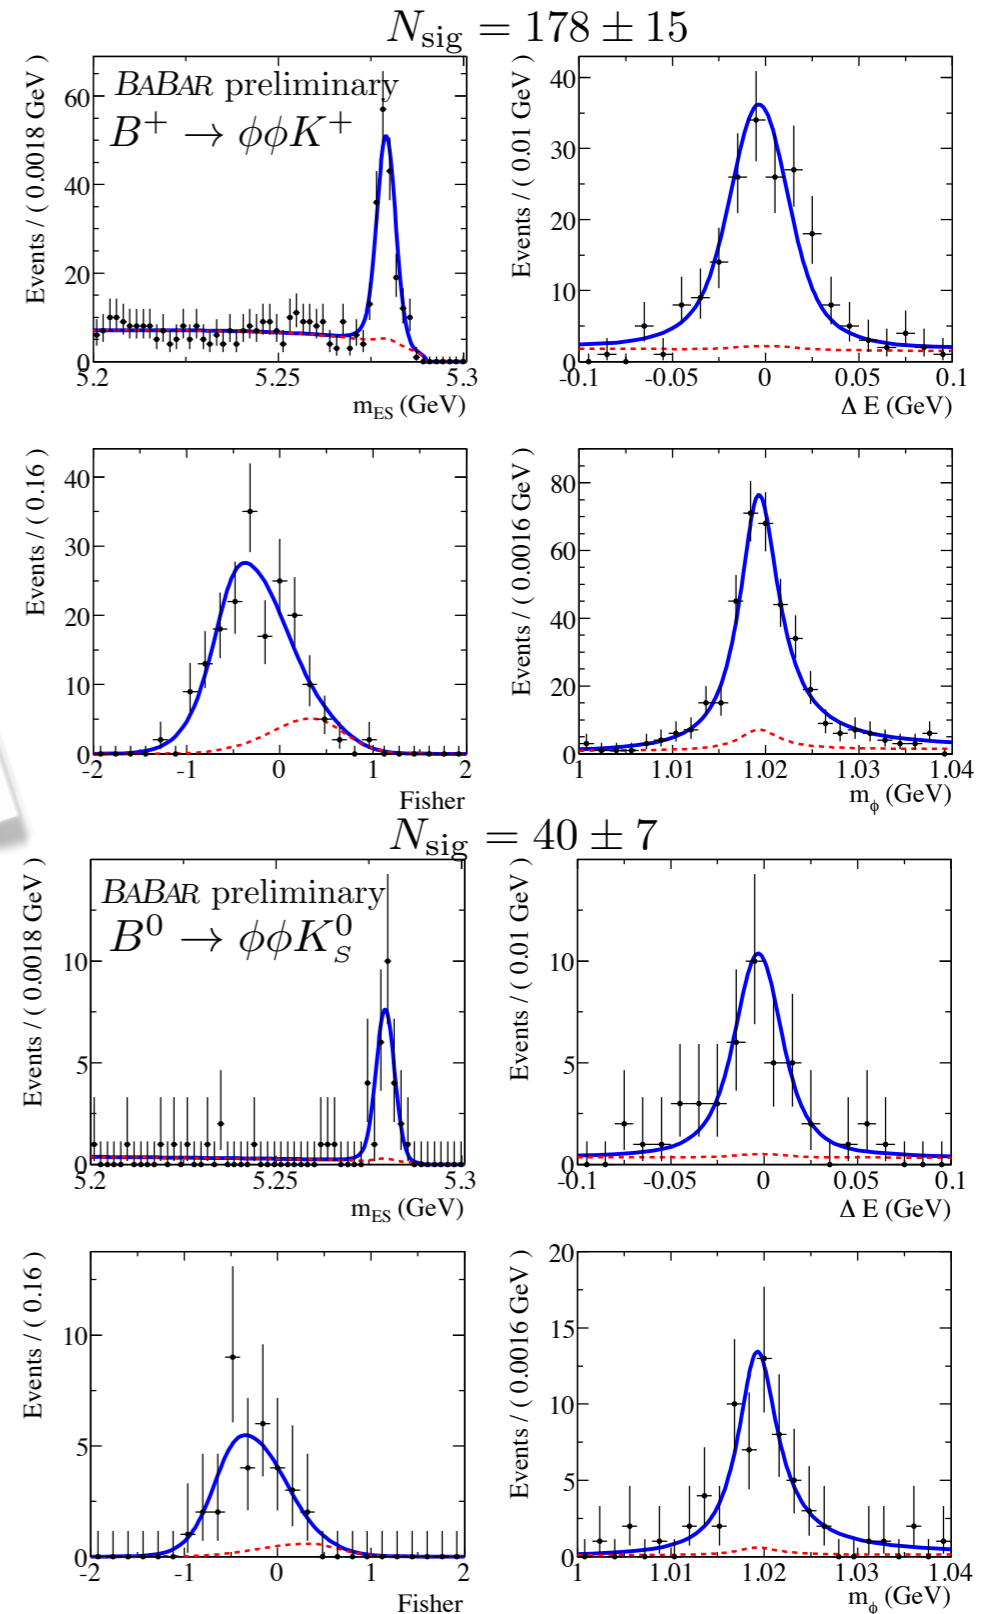 N_sig = 178 ± 15
Events / ( 0.0018 GeV )
BABAR preliminary
B⁺ → φφK⁺
60
40
20
0
5.2 5.25 5.3
m_ES (GeV)
Events / ( 0.01 GeV )
40
30
20
10
0
-0.1 -0.05 0 0.05 0.1
Δ E (GeV)
Events / ( 0.16 )
40
30
20
10
0
-2 -1 0 1 2
Fisher
Events / ( 0.0016 GeV )
80
60
40
20
0
1 1.01 1.02 1.03 1.04
m_ϕ (GeV)
N_sig = 40 ± 7
Events / ( 0.0018 GeV )
BABAR preliminary
B⁰ → φφK_S⁰
10
5
0
5.2 5.25 5.3
m_ES (GeV)
Events / ( 0.01 GeV )
10
5
0
-0.1 -0.05 0 0.05 0.1
Δ E (GeV)
Events / ( 0.16 )
10
5
0
-2 -1 0 1 2
Fisher
Events / ( 0.0016 GeV )
20
15
10
5
0
1 1.01 1.02 1.03 1.04
m_ϕ (GeV)